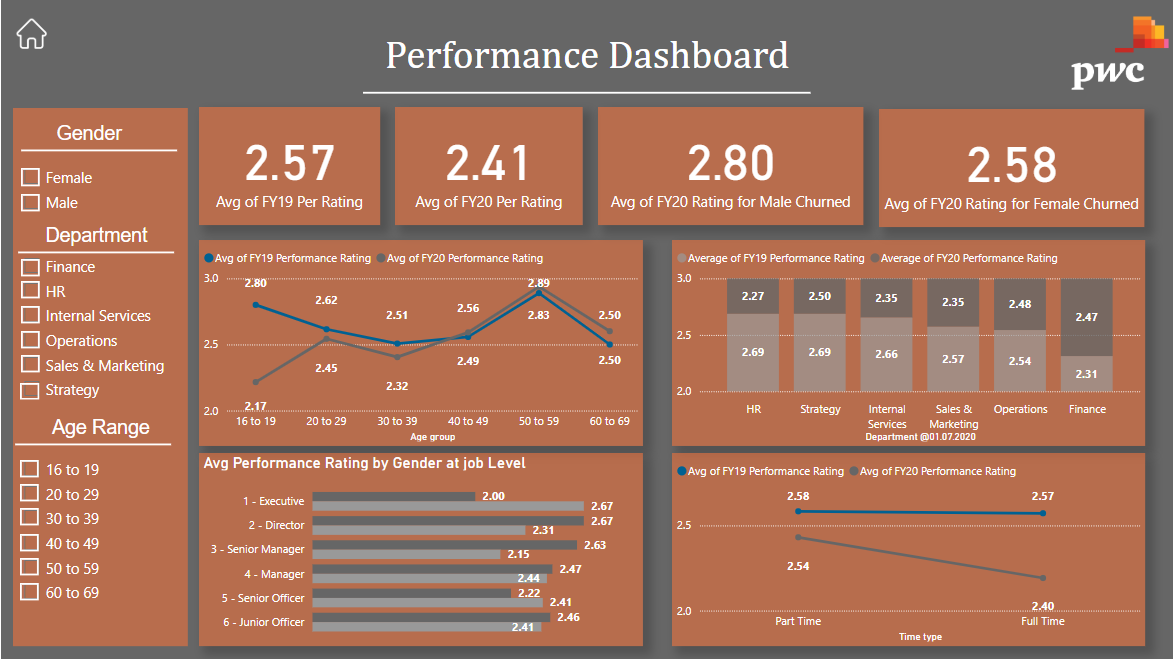 Performance Dashboard
pwc
Gender
Female
Male
Department
Finance
HR
Internal Services
Operations
Sales & Marketing
Strategy
Age Range
16 to 19
20 to 29
30 to 39
40 to 49
50 to 59
60 to 69
2.57
Avg of FY19 Per Rating
2.41
Avg of FY20 Per Rating
2.80
Avg of FY20 Rating for Male Churned
2.58
Avg of FY20 Rating for Female Churned
Avg of FY19 Performance Rating Avg of FY20 Performance Rating
3.0
2.5
2.0
2.80
2.62
2.51
2.56
2.89
2.50
2.17
2.45
2.32
2.49
2.83
2.50
16 to 19 20 to 29 30 to 39 40 to 49 50 to 59 60 to 69
Age group
Average of FY19 Performance Rating Average of FY20 Performance Rating
3.0
2.5
2.0
2.27 2.50 2.35 2.35 2.48 2.47
2.69 2.69 2.66 2.57 2.54 2.31
HR Strategy Internal Sales & Operations Finance
Services Marketing
Department @01.07.2020
Avg Performance Rating by Gender at job Level
1 - Executive 2.00
2.67
2 - Director 2.67
2.31
3 - Senior Manager 2.63
2.15
4 - Manager 2.47
2.44
5 - Senior Officer 2.22
2.41
6 - Junior Officer 2.46
2.41
Avg of FY19 Performance Rating Avg of FY20 Performance Rating
2.5
2.0
2.58 2.57
2.54
2.40
Part Time Full Time
Time type